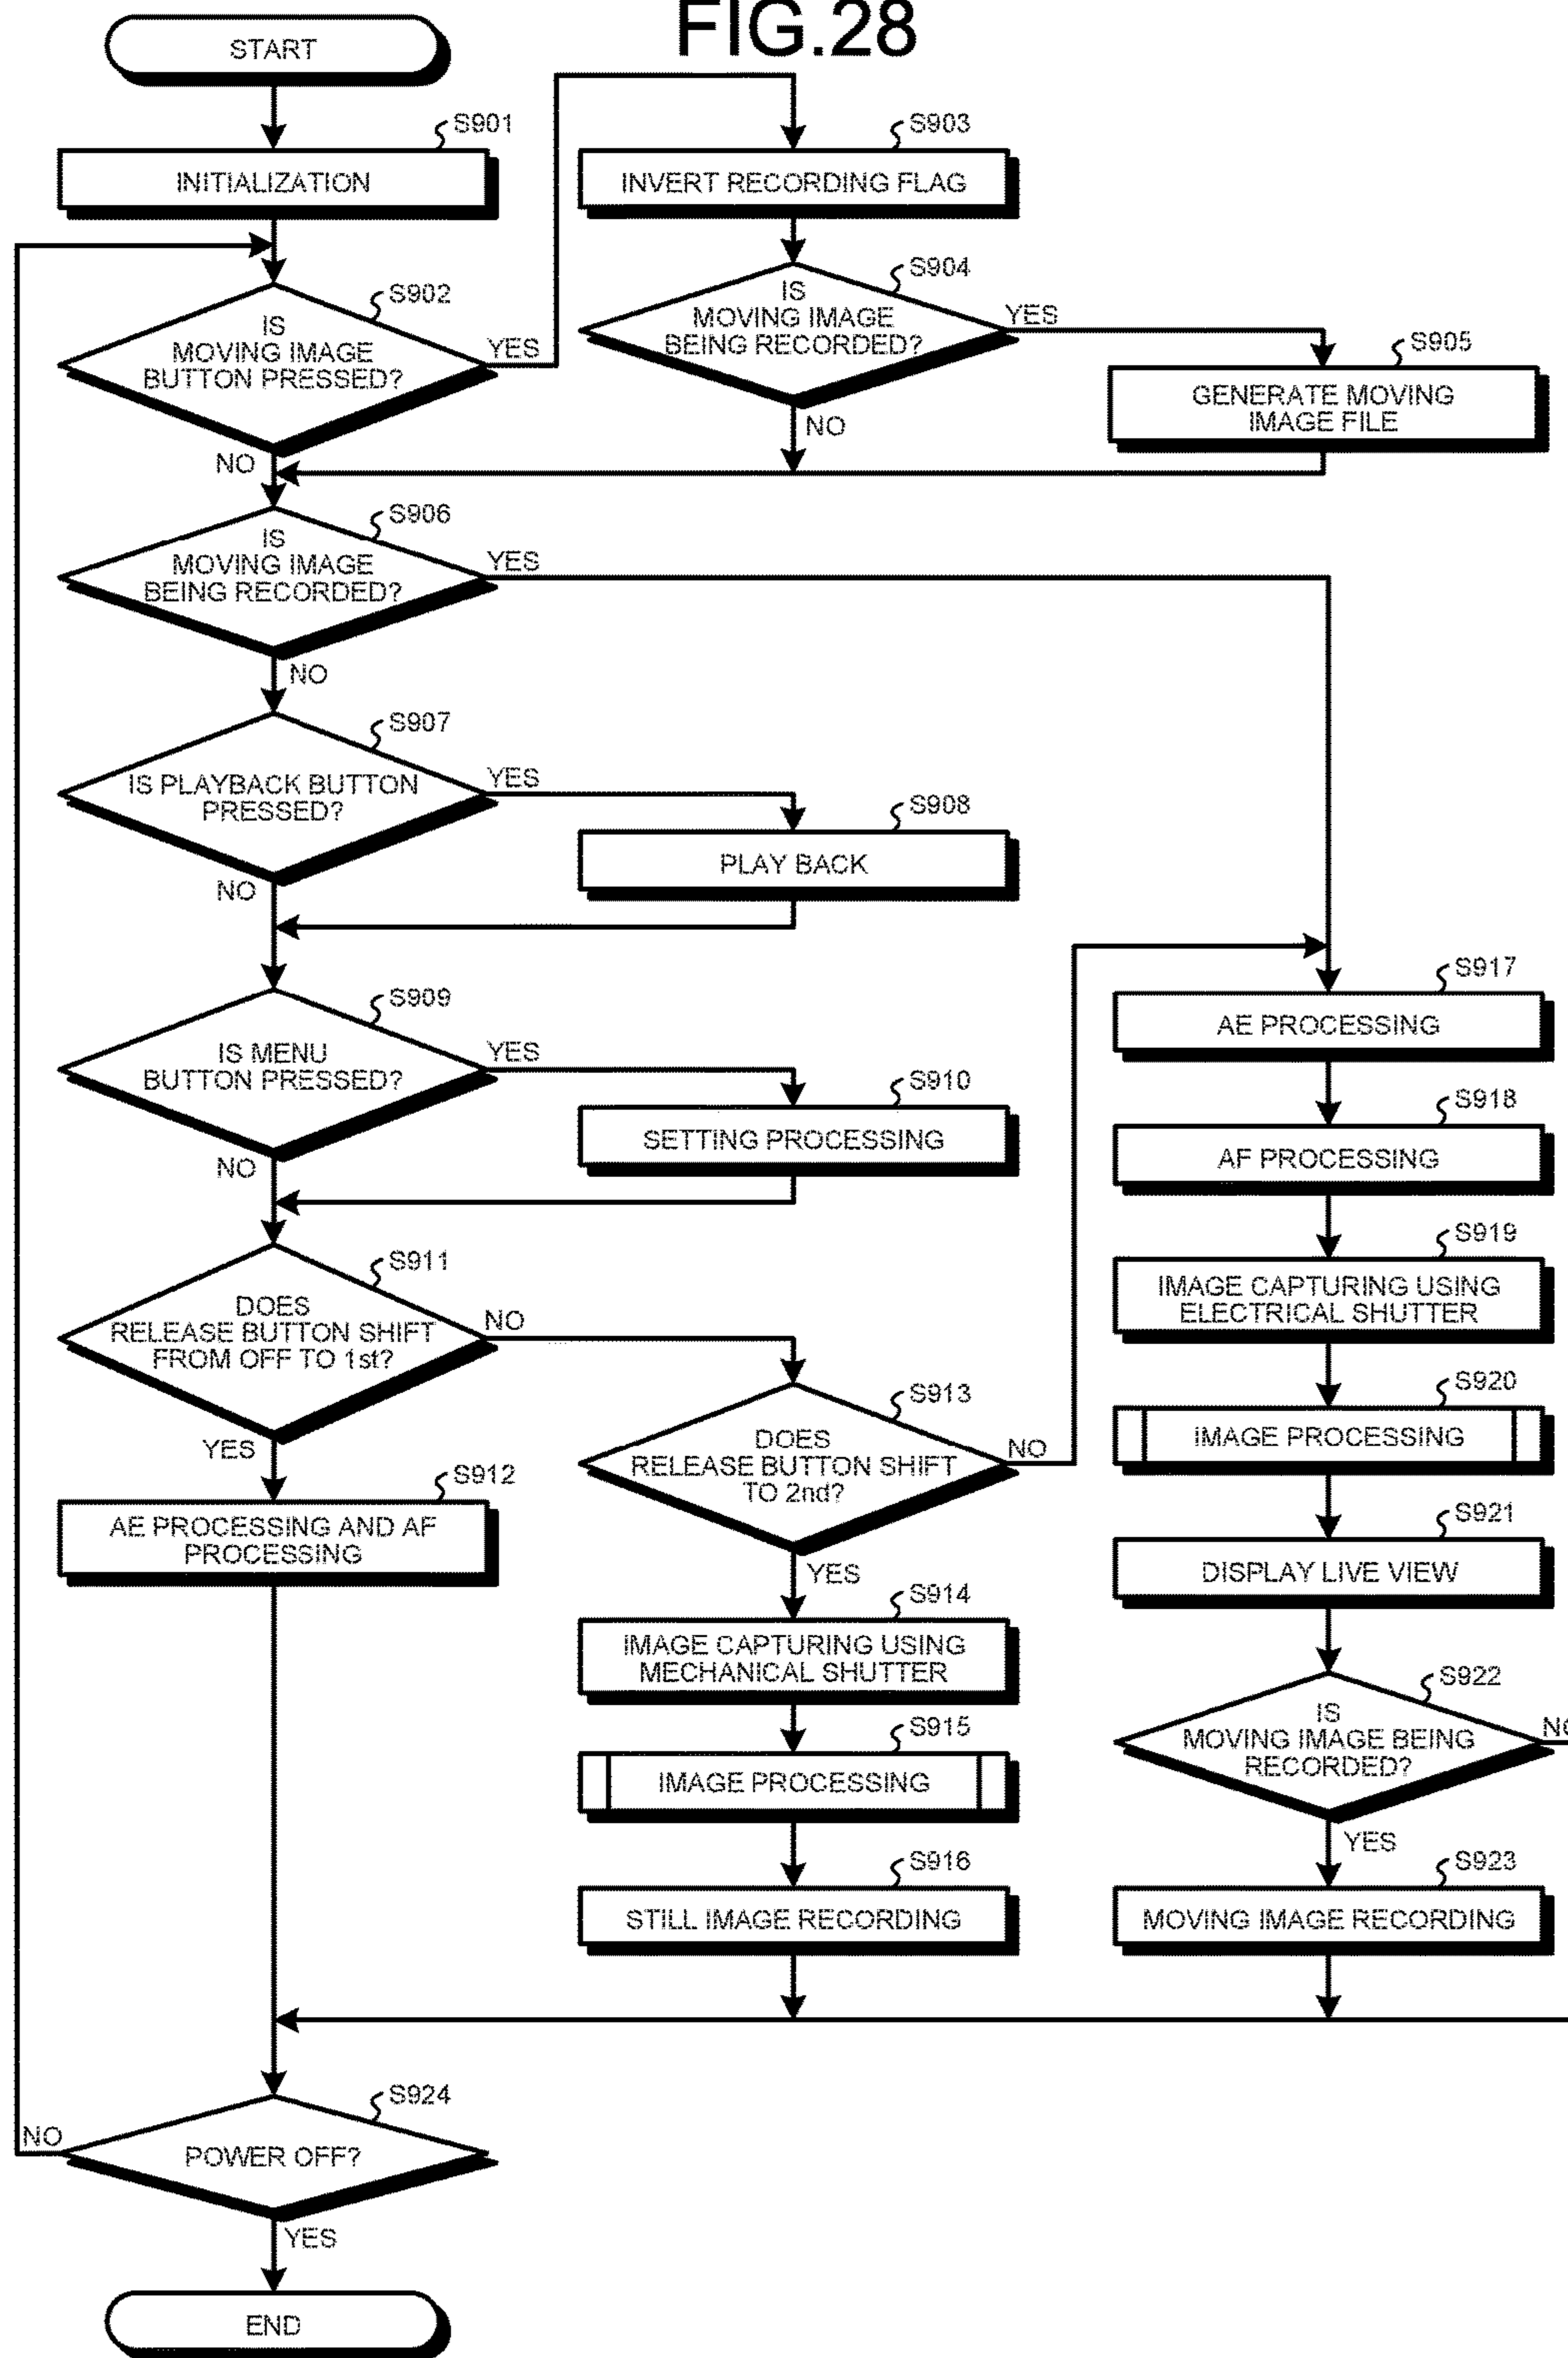 FIG.28
START
S901
INITIALIZATION
S902
IS
MOVING IMAGE
BUTTON PRESSED?
YES
NO
S903
INVERT RECORDING FLAG
S904
IS
MOVING IMAGE
BEING RECORDED?
YES
NO
S905
GENERATE MOVING
IMAGE FILE
S906
IS
MOVING IMAGE
BEING RECORDED?
YES
NO
S907
IS PLAYBACK BUTTON
PRESSED?
YES
NO
S908
PLAY BACK
S909
IS MENU
BUTTON PRESSED?
YES
NO
S910
SETTING PROCESSING
S911
DOES
RELEASE BUTTON SHIFT
FROM OFF TO 1st?
NO
YES
S912
AE PROCESSING AND AF
PROCESSING
S913
DOES
RELEASE BUTTON SHIFT
TO 2nd?
NO
YES
S914
IMAGE CAPTURING USING
MECHANICAL SHUTTER
S915
IMAGE PROCESSING
S916
STILL IMAGE RECORDING
S917
AE PROCESSING
S918
AF PROCESSING
S919
IMAGE CAPTURING USING
ELECTRICAL SHUTTER
S920
IMAGE PROCESSING
S921
DISPLAY LIVE VIEW
S922
IS
MOVING IMAGE BEING
RECORDED?
NO
YES
S923
MOVING IMAGE RECORDING
S924
POWER OFF?
NO
YES
END